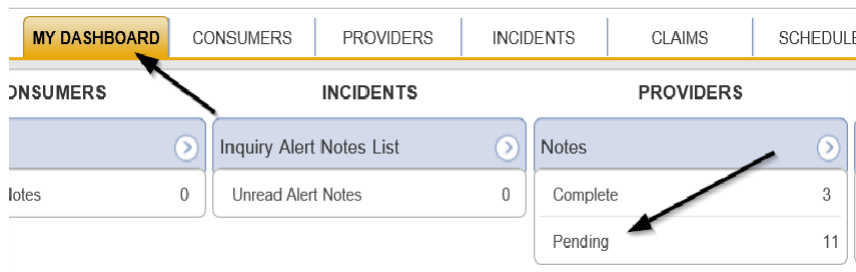 MY DASHBOARD CONSUMERS PROVIDERS INCIDENTS CLAIMS SCHEDULE
ONSUMERS INCIDENTS PROVIDERS
Inquiry Alert Notes List Notes
lotes 0 Unread Alert Notes 0 Complete 3
Pending 11